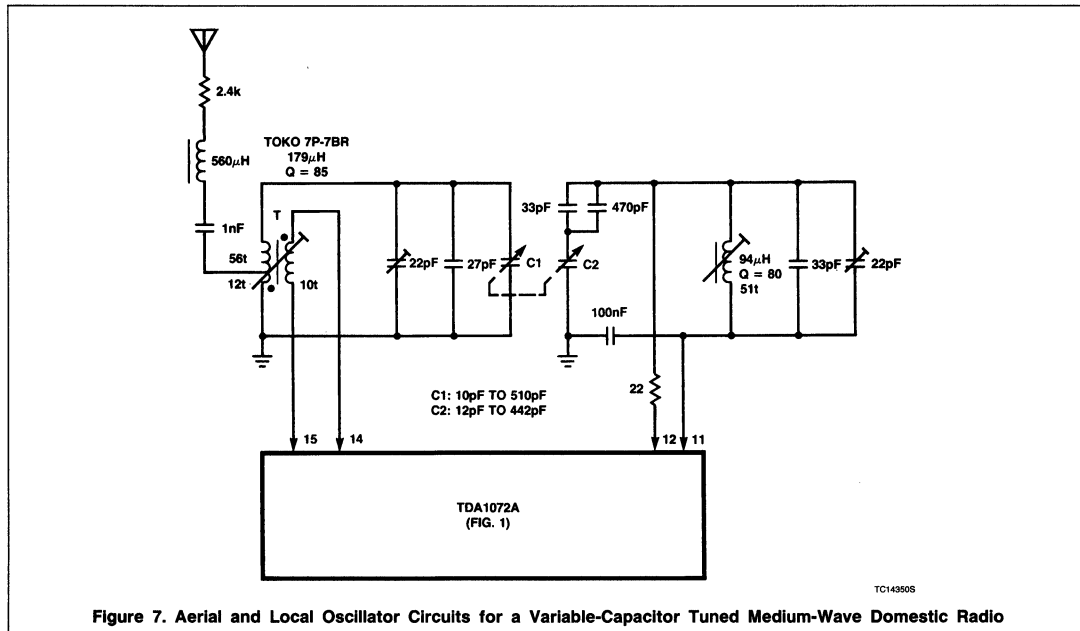 2.4k
560μH
1nF
TOKO 7P-7BR
179μH
Q = 85
T
56t
12t
10t
22pF
27pF
C1
33pF
470pF
C2
100nF
94μH
Q = 80
51t
33pF
22pF
22
C1: 10pF TO 510pF
C2: 12pF TO 442pF
15
14
12
11
TDA1072A
(FIG. 1)
TC14350S
Figure 7. Aerial and Local Oscillator Circuits for a Variable-Capacitor Tuned Medium-Wave Domestic Radio